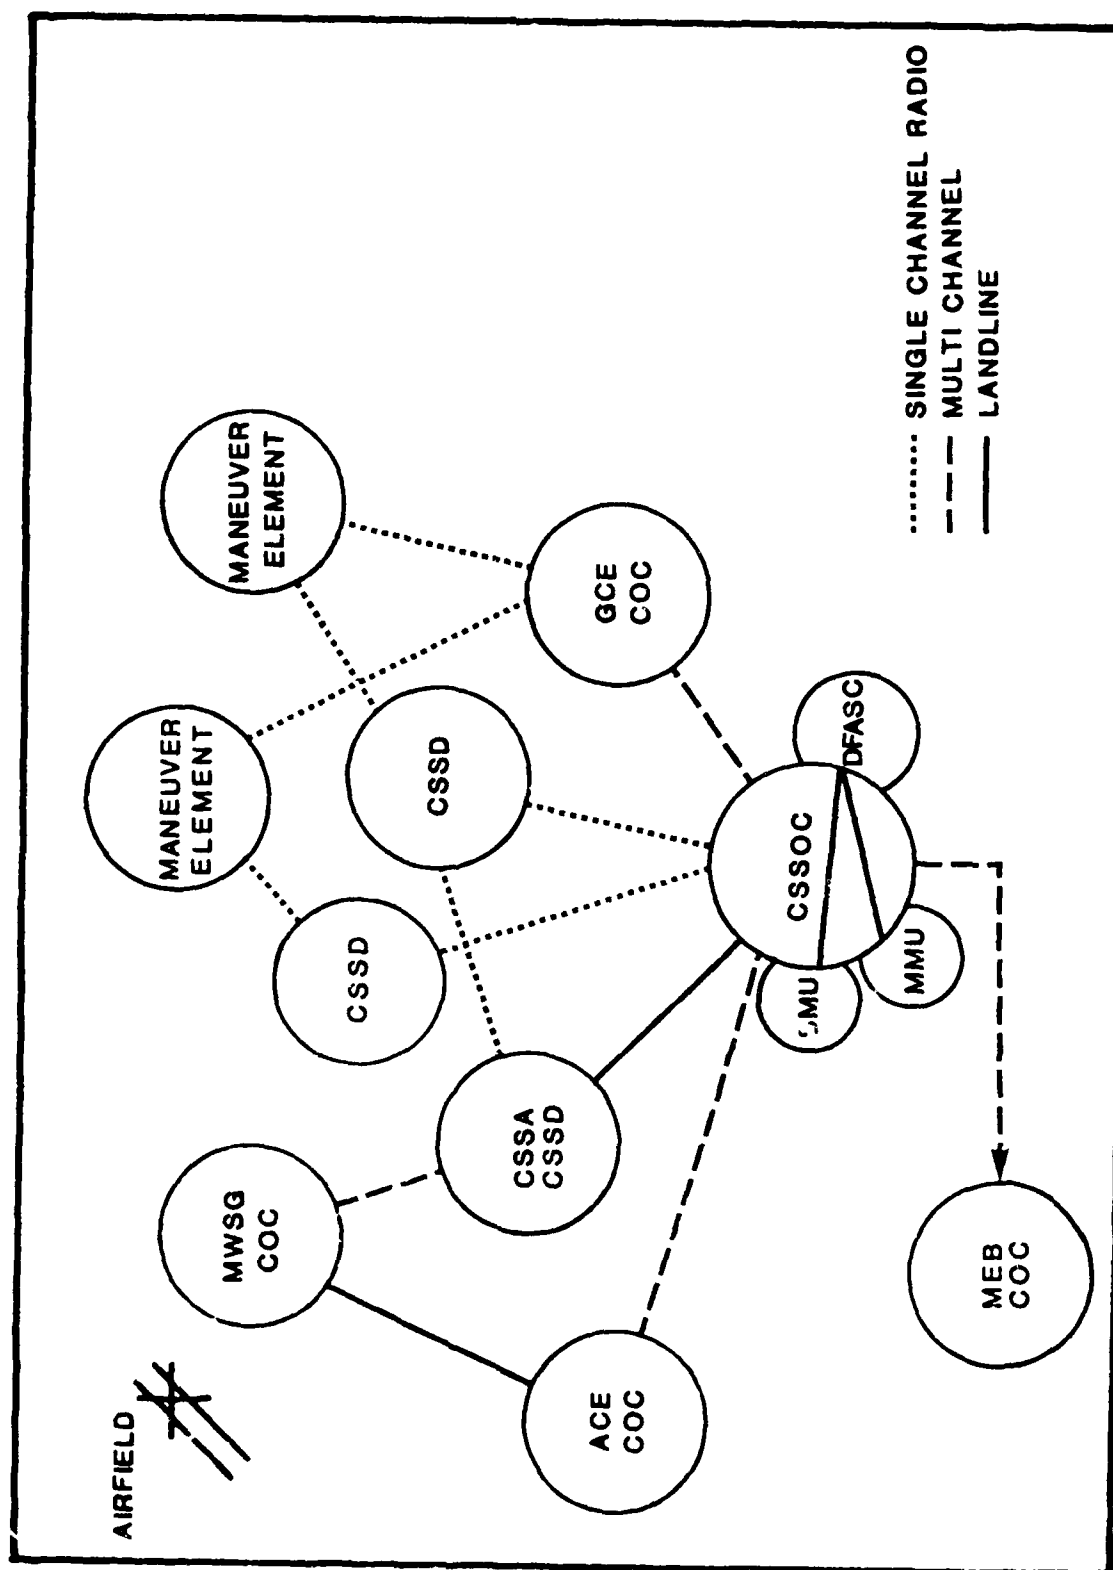 AIRFIELD
MWSG
COC
MANEUVER
ELEMENT
MANEUVER
ELEMENT
CSSD
CSSD
CSSA
CSSD
ACE
COC
GCE
COC
CSSOC
DFASC
MMU
MEB
COC
SINGLE CHANNEL RADIO
MULTI CHANNEL
LANDLINE